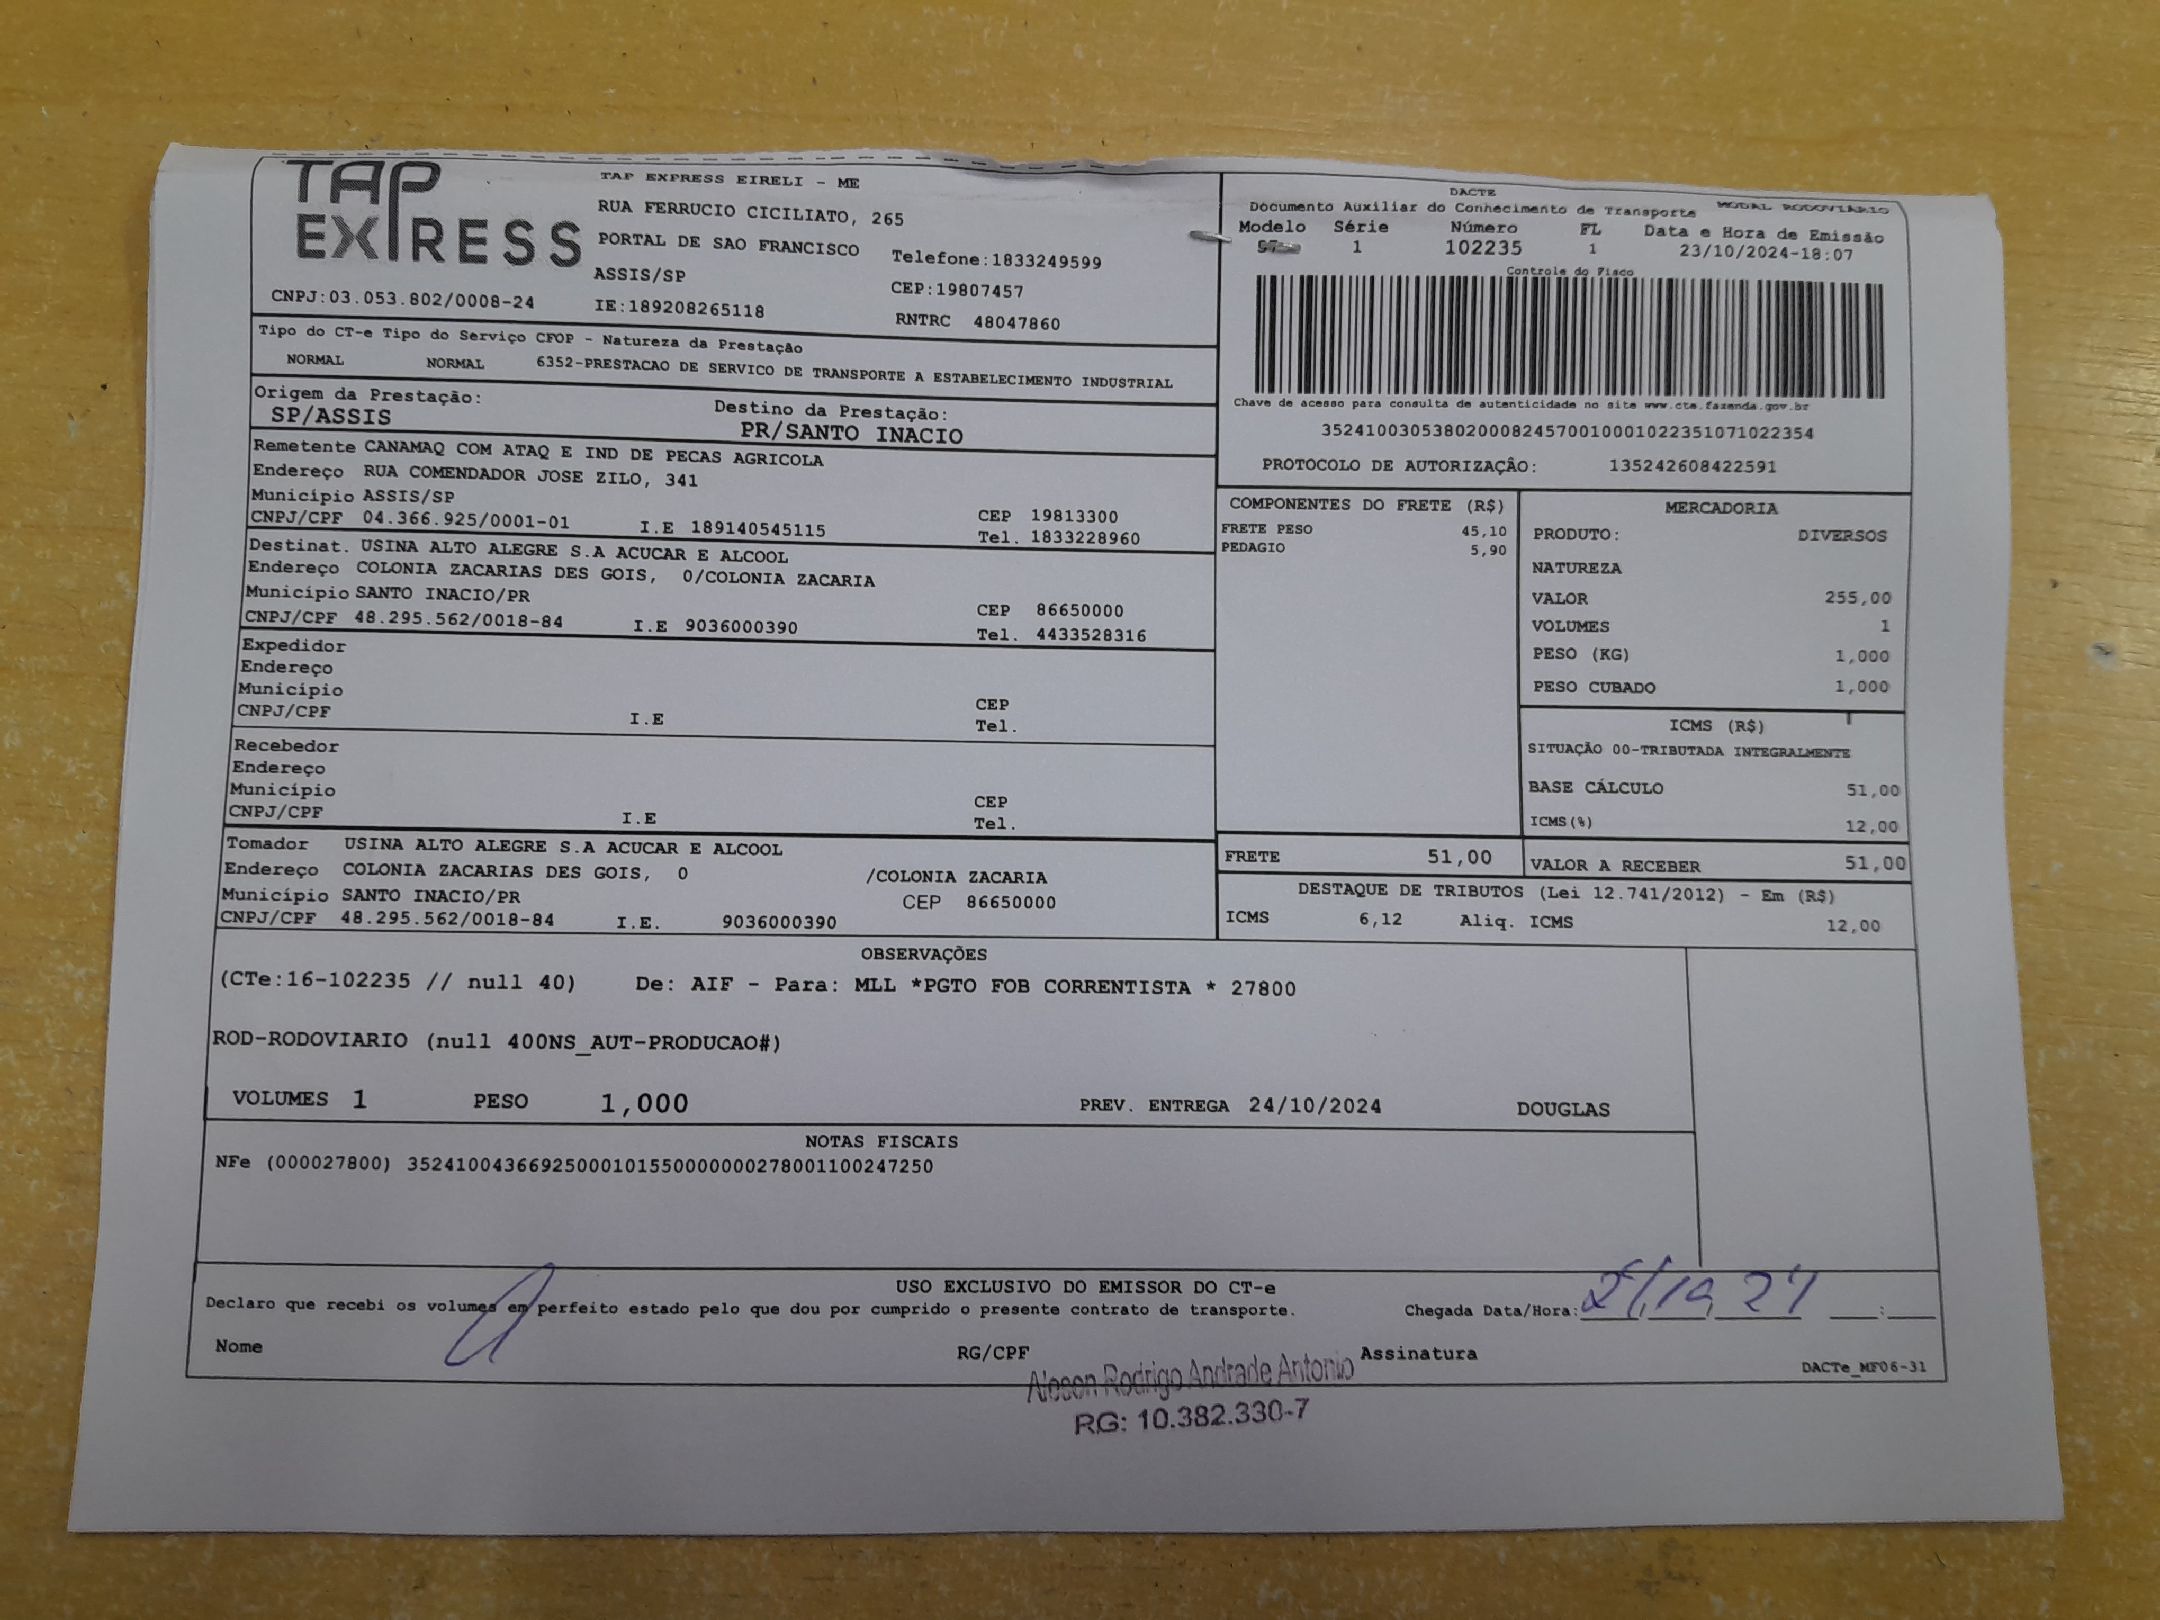 TAP EXPRESS
TAP EXPRESS EIRELI - ME
RUA FERRUCIO CICILIATO, 265
PORTAL DE SAO FRANCISCO Telefone:1833249599
ASSIS/SP CEP:19807457
CNPJ:03.053.802/0008-24 IE:189208265118 RNTRC 48047860
DACTE
Documento Auxiliar do Conhecimento de Transporte MODAL RODOVIÁRIO
Modelo Série Número FL Data e Hora de Emissão
1 102235 1 23/10/2024-18:07
Controle do Fisco
Chave de acesso para consulta de autenticidade no site www.cte.fazenda.gov.br
35241003053802000824570010001022351071022354
PROTOCOLO DE AUTORIZAÇÂO: 135242608422591
Tipo do CT-e Tipo do Serviço CFOP - Natureza da Prestação
NORMAL NORMAL 6352-PRESTACAO DE SERVICO DE TRANSPORTE A ESTABELECIMENTO INDUSTRIAL
Origem da Prestação: Destino da Prestação:
SP/ASSIS PR/SANTO INACIO
Remetente CANAMAQ COM ATAQ E IND DE PECAS AGRICOLA
Endereço RUA COMENDADOR JOSE ZILO, 341
Município ASSIS/SP CEP 19813300
CNPJ/CPF 04.366.925/0001-01 I.E 189140545115 Tel. 1833228960
Destinat. USINA ALTO ALEGRE S.A ACUCAR E ALCOOL
Endereço COLONIA ZACARIAS DES GOIS, 0/COLONIA ZACARIA
Município SANTO INACIO/PR CEP 86650000
CNPJ/CPF 48.295.562/0018-84 I.E 9036000390 Tel. 4433528316
Expedidor
Endereço
Município CEP
CNPJ/CPF I.E Tel.
Recebedor
Endereço
Município CEP
CNPJ/CPF I.E Tel.
Tomador USINA ALTO ALEGRE S.A ACUCAR E ALCOOL
Endereço COLONIA ZACARIAS DES GOIS, 0 /COLONIA ZACARIA
Município SANTO INACIO/PR CEP 86650000
CNPJ/CPF 48.295.562/0018-84 I.E. 9036000390
COMPONENTES DO FRETE (R$)
FRETE PESO 45,10
PEDAGIO 5,90
MERCADORIA
PRODUTO: DIVERSOS
NATUREZA
VALOR 255,00
VOLUMES 1
PESO (KG) 1,000
PESO CUBADO 1,000
ICMS (R$)
SITUAÇÃO 00-TRIBUTADA INTEGRALMENTE
BASE CÁLCULO 51,00
ICMS(%) 12,00
FRETE 51,00 VALOR A RECEBER 51,00
DESTAQUE DE TRIBUTOS (Lei 12.741/2012) - Em (R$)
ICMS 6,12 Aliq. ICMS 12,00
OBSERVAÇÕES
(CTe:16-102235 // null 40) De: AIF - Para: MLL *PGTO FOB CORRENTISTA * 27800
ROD-RODOVIARIO (null 400NS_AUT-PRODUCAO#)
VOLUMES 1 PESO 1,000 PREV. ENTREGA 24/10/2024 DOUGLAS
NOTAS FISCAIS
NFe (000027800) 35241004366925000101550000000278001100247250
USO EXCLUSIVO DO EMISSOR DO CT-e
Declaro que recebi os volumes em perfeito estado pelo que dou por cumprido o presente contrato de transporte. Chegada Data/Hora:
Nome RG/CPF Assinatura
DACTe_MF06-31
Rodrigo Andrade Antonio
RG: 10.382.330-7